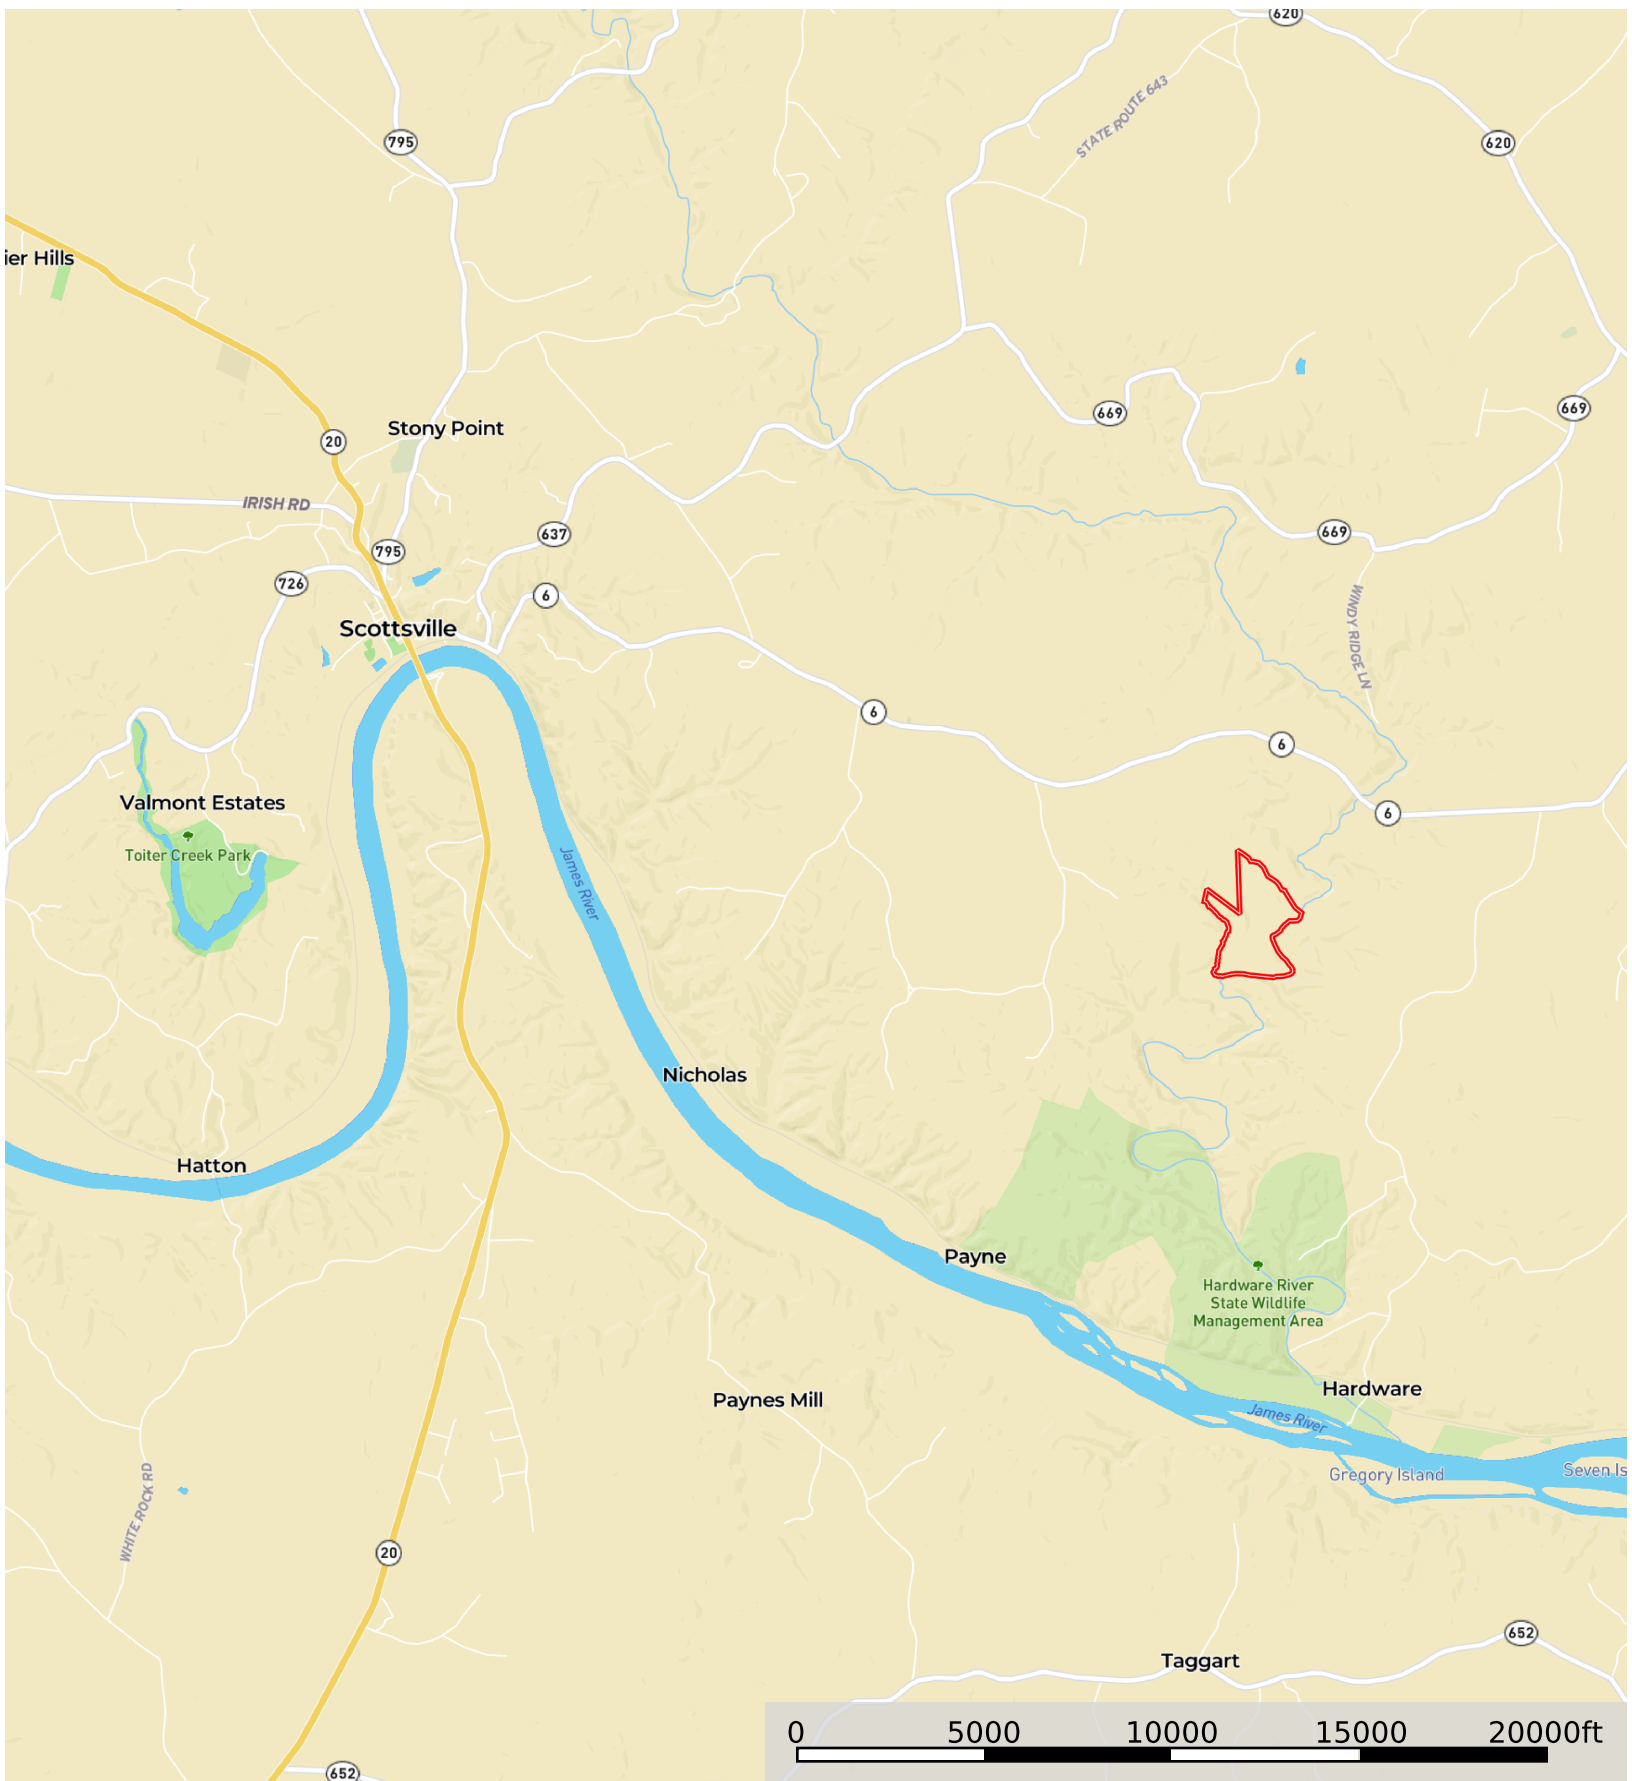 620
STATE ROUTE 643
795
620
ier Hills
669
669
Stony Point
20
IRISH RD
637
669
795
726
6
WINDY RIDGE LN
Scottsville
6
6
Valmont Estates
6
Toiter Creek Park
James River
Nicholas
Hatton
Payne
Hardware River
State Wildlife
Management Area
Hardware
Paynes Mill
James River
Gregory Island
Seven Is
WHITE ROCK RD
20
652
Taggart
0 5000 10000 15000 20000ft
652